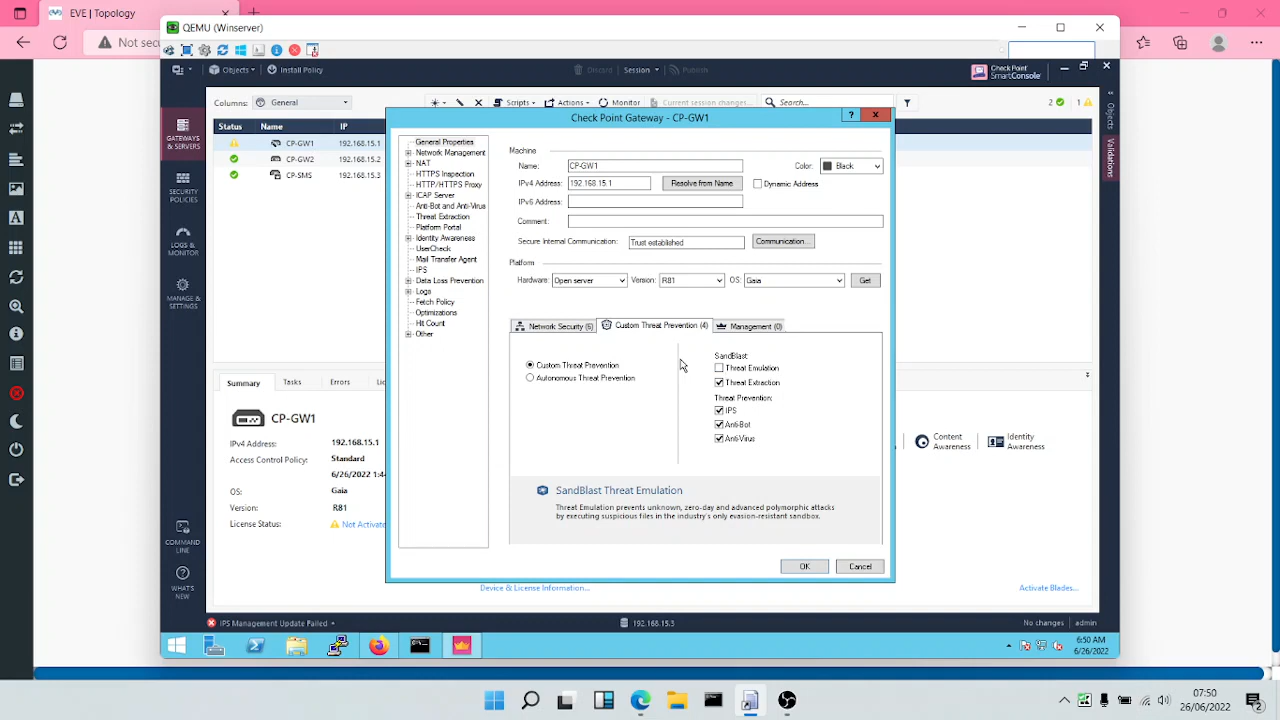 EVE | Topology
QEMU (Winserver)
Not sec
Objects
Install Policy
Discard
Session
Publish
Check Point
SmartConsole
Columns:
General
Scripts
Actions
Monitor
Current session changes...
Search...
2
1
Status
Name
IP
CP-GW1
192.168.15.1
CP-GW2
192.168.15.2
CP-SMS
192.168.15.3
GATEWAYS
& SERVERS
SECURITY
POLICIES
LOGS &
MONITOR
MANAGE &
SETTINGS
COMMAND
LINE
WHAT'S
NEW
Objects
Validations
Check Point Gateway - CP-GW1
?
General Properties
Network Management
NAT
HTTPS Inspection
HTTP/HTTPS Proxy
ICAP Server
Anti-Bot and Anti-Virus
Threat Extraction
Platform Portal
Identity Awareness
UserCheck
Mail Transfer Agent
IPS
Data Loss Prevention
Logs
Fetch Policy
Optimizations
Hit Count
Other
Machine
Name:
CP-GW1
Color:
Black
IPv4 Address:
192.168.15.1
Resolve from Name
Dynamic Address
IPv6 Address:
Comment:
Secure Internal Communication:
Trust established
Communication...
Platform
Hardware:
Open server
Version:
R81
OS:
Gaia
Get
Network Security (6)
Custom Threat Prevention (4)
Management (0)
Custom Threat Prevention
Autonomous Threat Prevention
SandBlast:
Threat Emulation
Threat Extraction
Threat Prevention:
IPS
Anti-Bot
Anti-Virus
SandBlast Threat Emulation
Threat Emulation prevents unknown, zero-day and advanced polymorphic attacks
by executing suspicious files in the industry's only evasion-resistant sandbox.
OK
Cancel
Summary
Tasks
Errors
CP-GW1
IPv4 Address:
192.168.15.1
Access Control Policy:
Standard
6/26/2022 1:4
OS:
Gaia
Version:
R81
License Status:
Not Activate
Content
Awareness
Identity
Awareness
Device & License Information...
Activate Blades...
IPS Management Update Failed
192.168.15.3
No changes
admin
6:50 AM
6/26/2022
07:50
26/06/2022
2